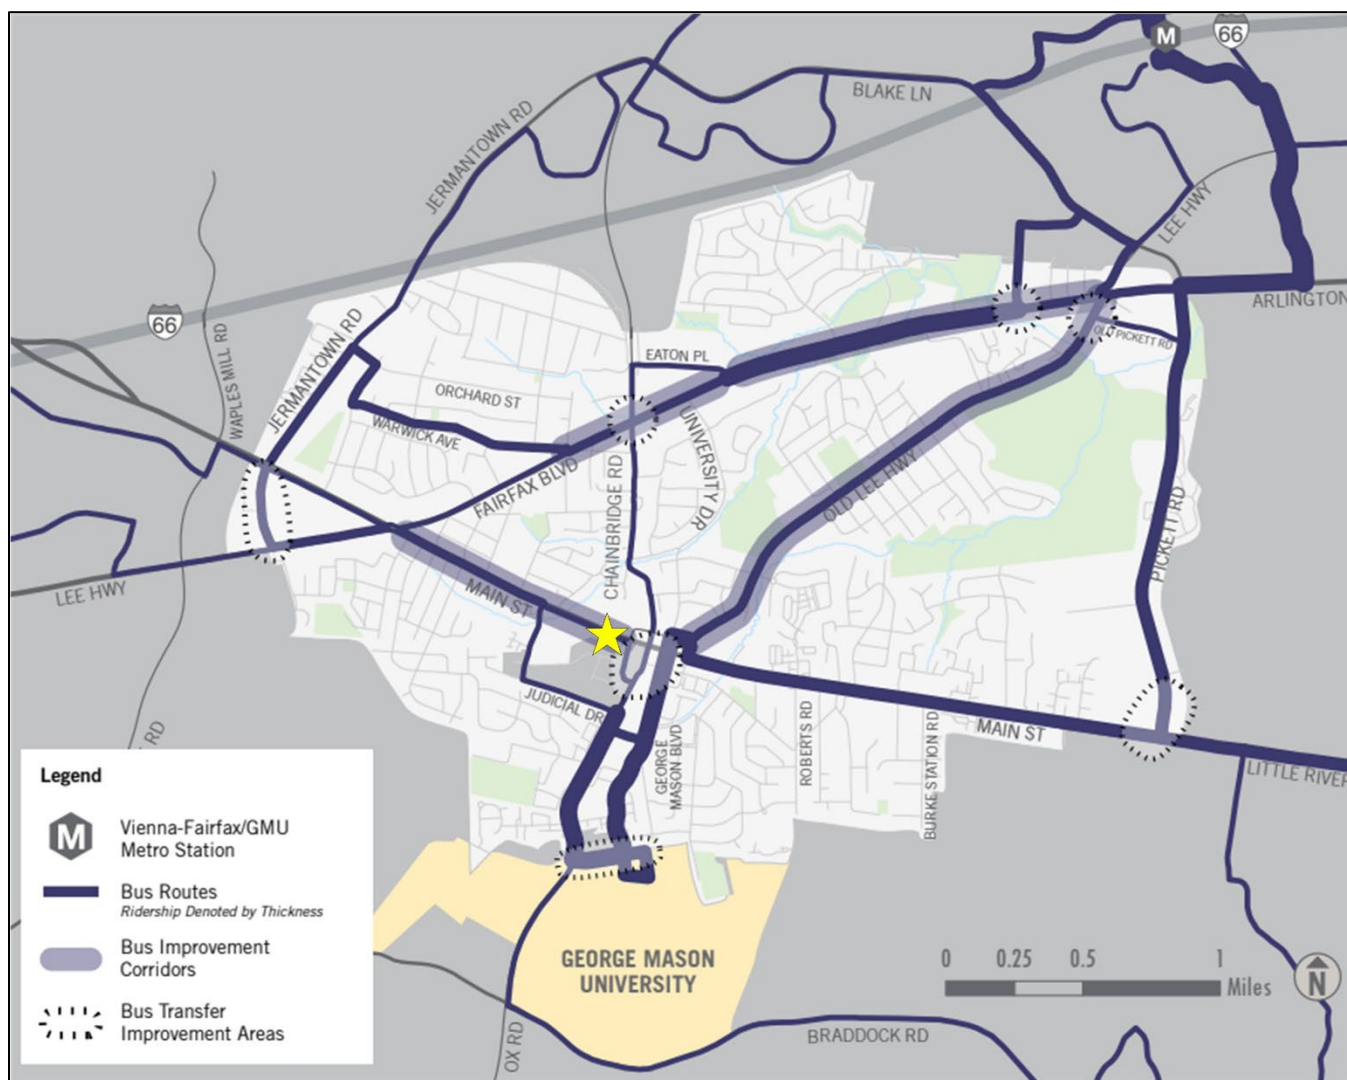 M
66
BLAKE LN
JERMANTOWN RD
LEE HWY
ARLINGTON
66
OLD PICKETT RD
WAPLES MILL RD
JERMANTOWN RD
EATON PL
ORCHARD ST
WARWICK AVE
UNIVERSITY DR
FAIRFAX BLVD
CHAINBRIDGE RD
OLD LEE HWY
PICKETT RD
LEE HWY
MAIN ST
JUDICIAL DR
GEORGE
MASON BLVD
ROBERTS RD
BURKE STATION RD
MAIN ST
LITTLE RIVER
RD
Legend
M
Vienna-Fairfax/GMU
Metro Station
Bus Routes
Ridership Denoted by Thickness
Bus Improvement
Corridors
Bus Transfer
Improvement Areas
GEORGE MASON
UNIVERSITY
0 0.25 0.5 1
Miles
N
OX RD
BRADDOCK RD